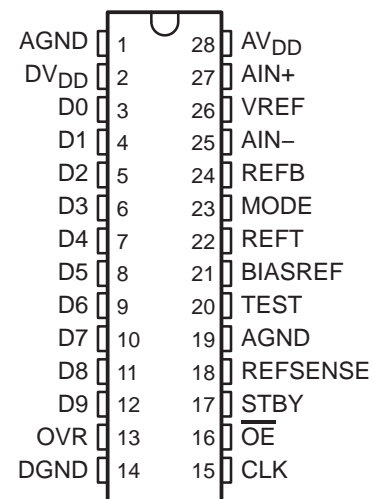 AGND 1 28 AVDD
DVDD 2 27 AIN+
D0 3 26 VREF
D1 4 25 AIN−
D2 5 24 REFB
D3 6 23 MODE
D4 7 22 REFT
D5 8 21 BIASREF
D6 9 20 TEST
D7 10 19 AGND
D8 11 18 REFSENSE
D9 12 17 STBY
OVR 13 16 O̅E̅
DGND 14 15 CLK